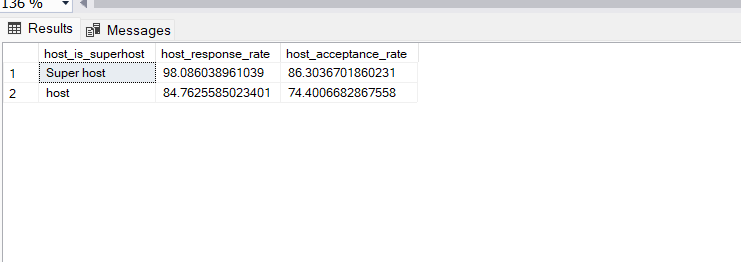 136 %
Results Messages
host_is_superhost host_response_rate host_acceptance_rate
1 Super host 98.086038961039 86.3036701860231
2 host 84.7625585023401 74.4006682867558